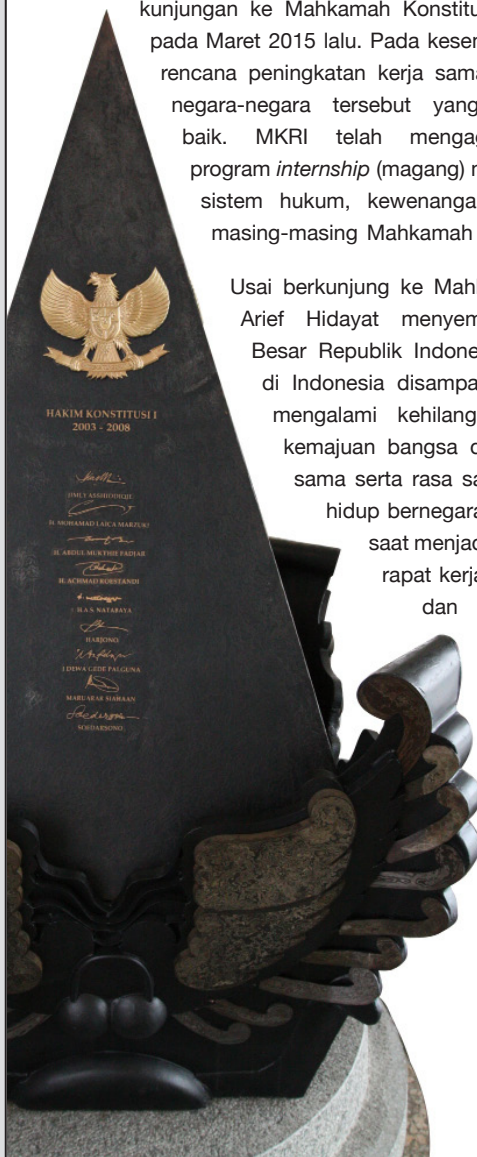 kunjungan ke Mahkamah Konstitu
pada Maret 2015 lalu. Pada kesem
rencana peningkatan kerja sama
negara-negara tersebut yang
baik. MKRI telah mengag
program internship (magang) m
sistem hukum, kewenanga
masing-masing Mahkamah
Usai berkunjung ke Mah
Arief Hidayat menyem
Besar Republik Indone
di Indonesia disampa
mengalami kehilang
kemajuan bangsa d
sama serta rasa sa
hidup bernegara
saat menjad
rapat kerja
dan
HAKIM KONSTITUSI I
2003 - 2008
JIMLY ASSHIDDIQIE
H. MOHAMAD LAICA MARZUKI
H. ABDUL MUKTHIE FADJAR
H. ACHMAD ROESTANDI
H.A.S. NATABAYA
HARJONO
I DEWA GEDE PALGUNA
MARUARAR SIAHAAN
SOEDARSONO